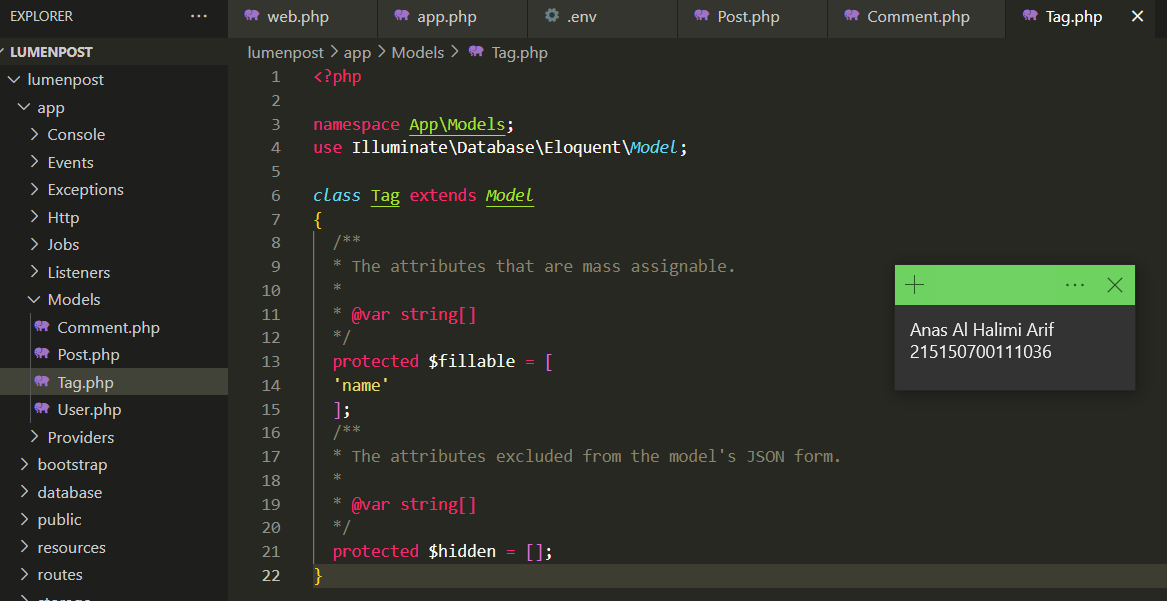 EXPLORER ···
web.php app.php .env Post.php Comment.php Tag.php
LUMENPOST
lumenpost
app
Console
Events
Exceptions
Http
Jobs
Listeners
Models
Comment.php
Post.php
Tag.php
User.php
Providers
bootstrap
database
public
resources
routes
storage
lumenpost > app > Models > Tag.php
1 <?php
2
3 namespace App\Models;
4 use Illuminate\Database\Eloquent\Model;
5
6 class Tag extends Model
7 {
8 /**
9 * The attributes that are mass assignable.
10 *
11 * @var string[]
12 */
13 protected $fillable = [
14 'name'
15 ];
16 /**
17 * The attributes excluded from the model's JSON form.
18 *
19 * @var string[]
20 */
21 protected $hidden = [];
22 }
Anas Al Halimi Arif
215150700111036